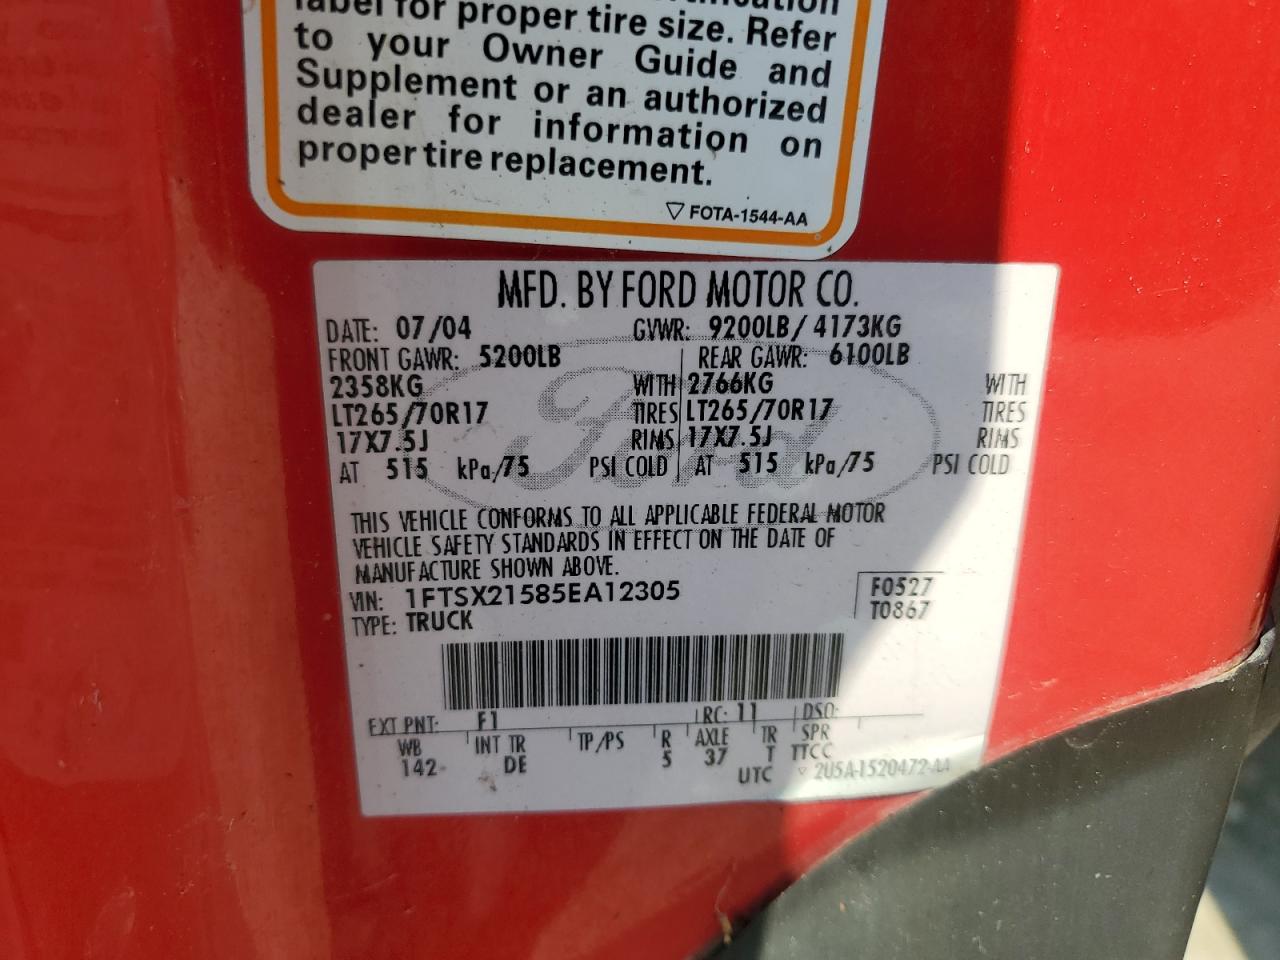 label for proper tire size. Refer
to your Owner Guide and
Supplement or an authorized
dealer for information on
proper tire replacement.
▽ FOTA-1544-AA
MFD. BY FORD MOTOR CO.
DATE: 07/04 GVWR: 9200LB/ 4173KG
FRONT GAWR: 5200LB REAR GAWR: 6100LB
2358KG WITH 2766KG WITH
LT265/70R17 TIRES LT265/70R17 TIRES
17X7.5J RIMS 17X7.5J RIMS
AT 515 kPa/75 PSI COLD AT 515 kPa/75 PSI COLD
Ford
THIS VEHICLE CONFORMS TO ALL APPLICABLE FEDERAL MOTOR
VEHICLE SAFETY STANDARDS IN EFFECT ON THE DATE OF
MANUFACTURE SHOWN ABOVE.
VIN: 1FTSX21585EA12305 F0527
TYPE: TRUCK T0867
EXT PNT: F1 RC: 11 DSO:
WB INT TR TP/PS R AXLE TR SPR
142 DE 5 37 T TTCC
UTC ▽ 2U5A-1520472-AA